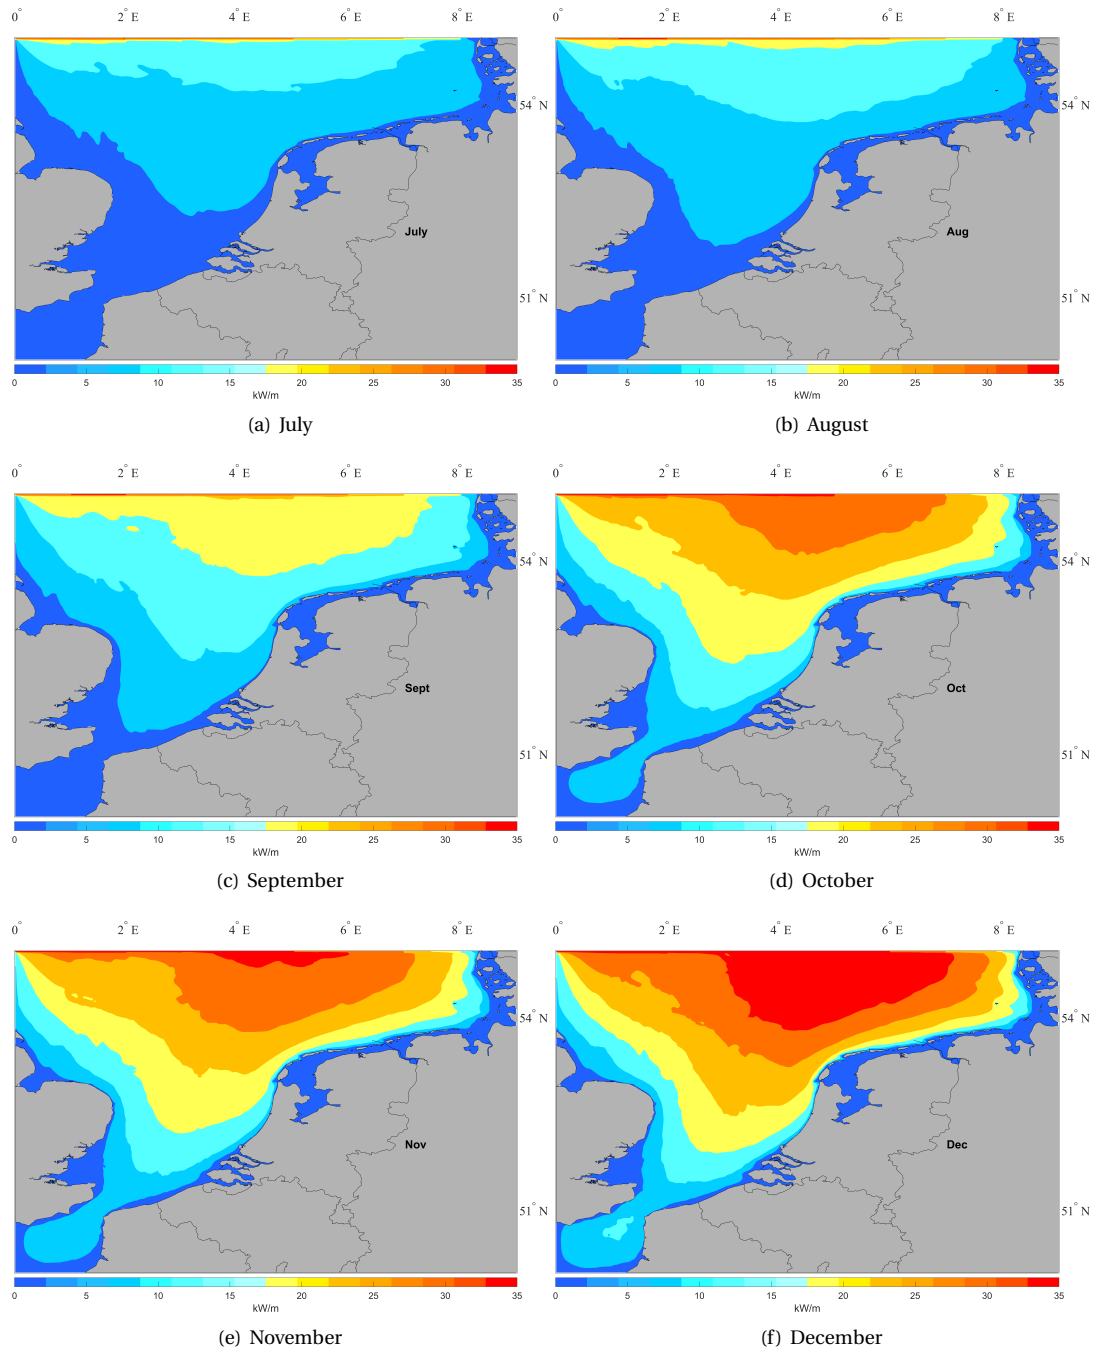 0° 2° E 4° E 6° E 8° E
0° 2° E 4° E 6° E 8° E
54° N
54° N
July
Aug
51° N
51° N
0 5 10 15 20 25 30 35
0 5 10 15 20 25 30 35
kW/m
kW/m
(a) July
(b) August
0° 2° E 4° E 6° E 8° E
0° 2° E 4° E 6° E 8° E
54° N
54° N
Sept
Oct
51° N
51° N
0 5 10 15 20 25 30 35
0 5 10 15 20 25 30 35
kW/m
kW/m
(c) September
(d) October
0° 2° E 4° E 6° E 8° E
0° 2° E 4° E 6° E 8° E
54° N
54° N
Nov
Dec
51° N
51° N
0 5 10 15 20 25 30 35
0 5 10 15 20 25 30 35
kW/m
kW/m
(e) November
(f) December